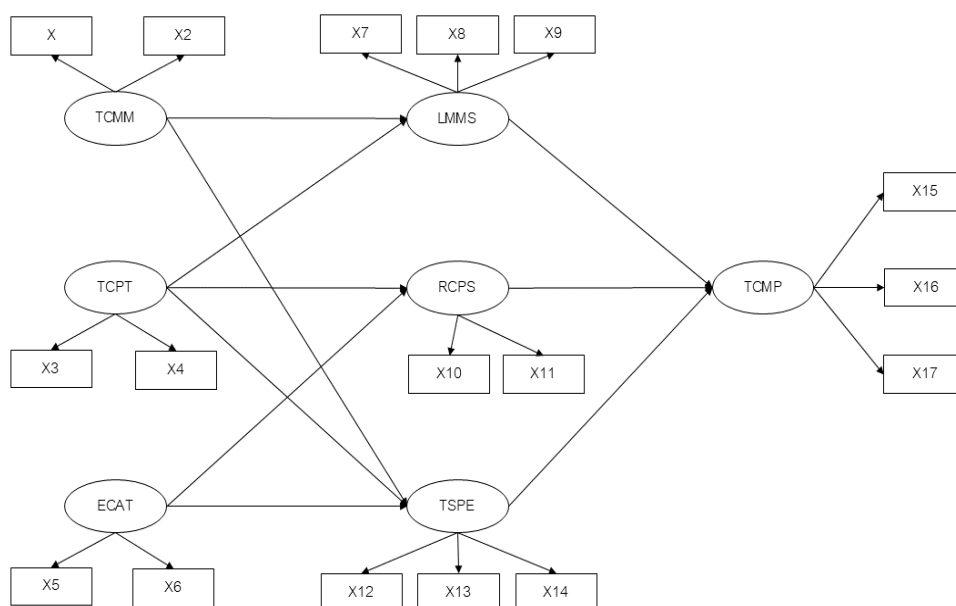 X
X2
X7
X8
X9
TCMM
LMMS
X15
TCPT
RCPS
TCMP
X16
X3
X4
X10
X11
X17
ECAT
TSPE
X5
X6
X12
X13
X14